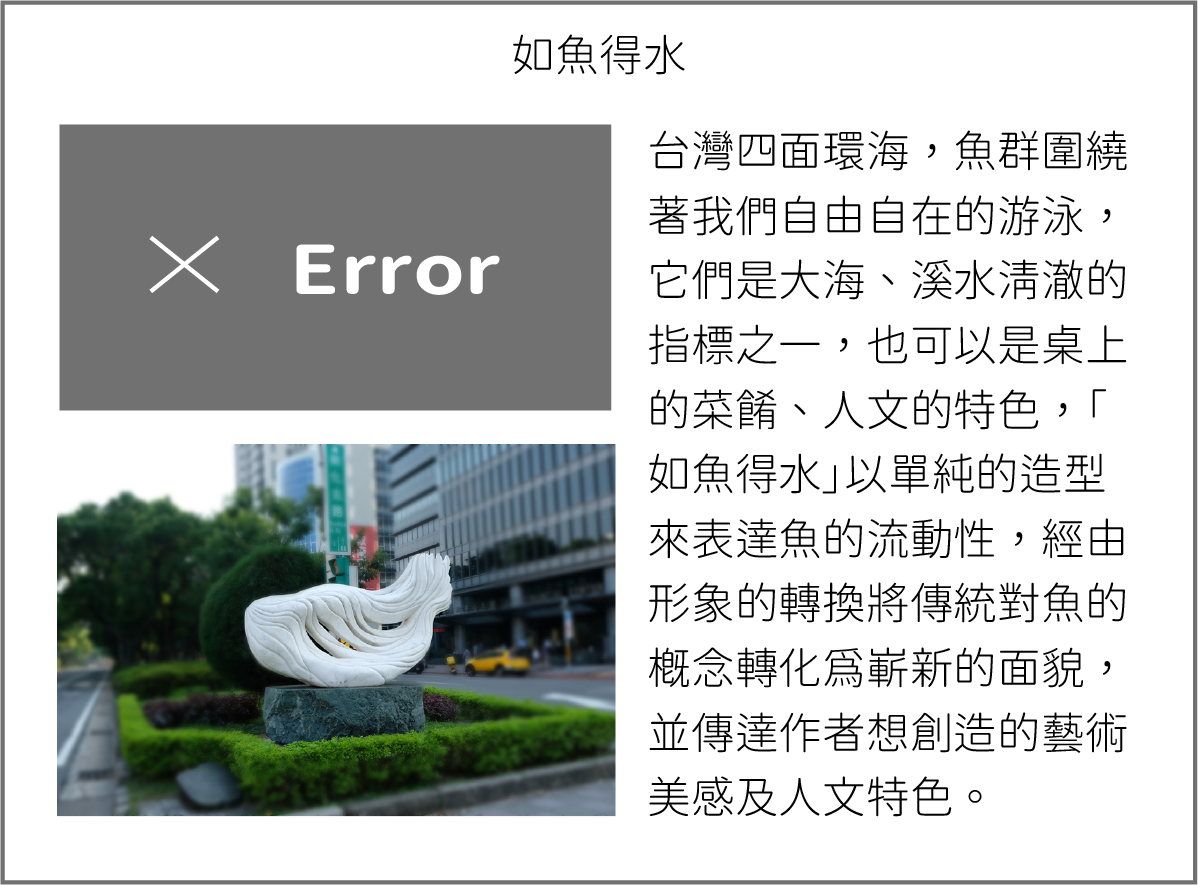 如魚得水
Error
台灣四面環海，魚群圍繞
著我們自由自在的游泳，
它們是大海、溪水清澈的
指標之一，也可以是桌上
的菜餚、人文的特色，「
如魚得水」以單純的造型
來表達魚的流動性，經由
形象的轉換將傳統對魚的
概念轉化為嶄新的面貌，
並傳達作者想創造的藝術
美感及人文特色。